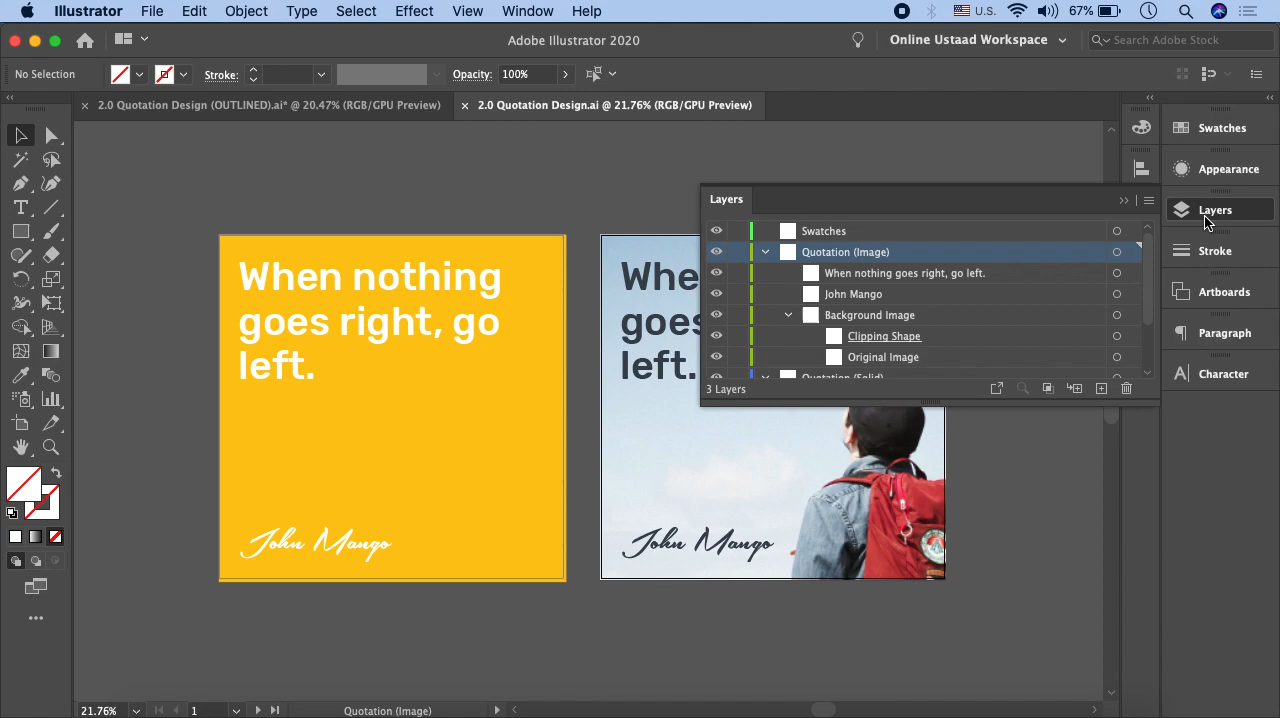 Illustrator File Edit Object Type Select Effect View Window Help
U.S. 67%
Adobe Illustrator 2020
Online Ustaad Workspace
Search Adobe Stock
No Selection
Stroke:
Opacity: 100%
2.0 Quotation Design (OUTLINED).ai* @ 20.47% (RGB/GPU Preview)
2.0 Quotation Design.ai @ 21.76% (RGB/GPU Preview)
Swatches
Appearance
Layers
Stroke
Artboards
Paragraph
Character
Layers
Swatches
Quotation (Image)
When nothing goes right, go left.
John Mango
Background Image
Clipping Shape
Original Image
Quotation (Solid)
3 Layers
When nothing
goes right, go
left.
John Mango
Whe
goes
left.
John Mango
21.76%
1
Quotation (Image)